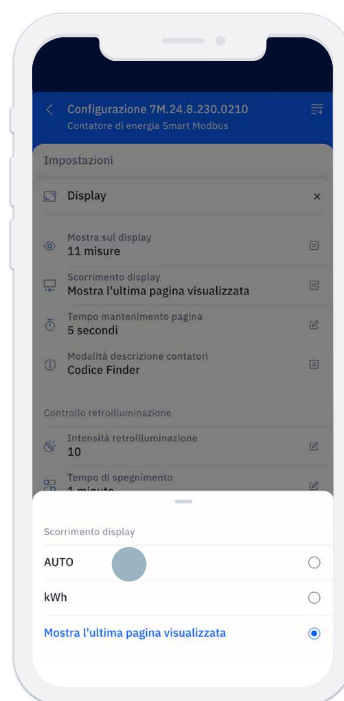 Configurazione 7M.24.8.230.0210
Contatore di energia Smart Modbus
Impostazioni
Display
Mostra sul display
11 misure
Scorrimento display
Mostra l'ultima pagina visualizzata
Tempo mantenimento pagina
5 secondi
Modalità descrizione contatori
Codice Finder
Controllo retroilluminazione
Intensità retroilluminazione
10
Tempo di spegnimento
1 minuto
Scorrimento display
AUTO
kWh
Mostra l'ultima pagina visualizzata